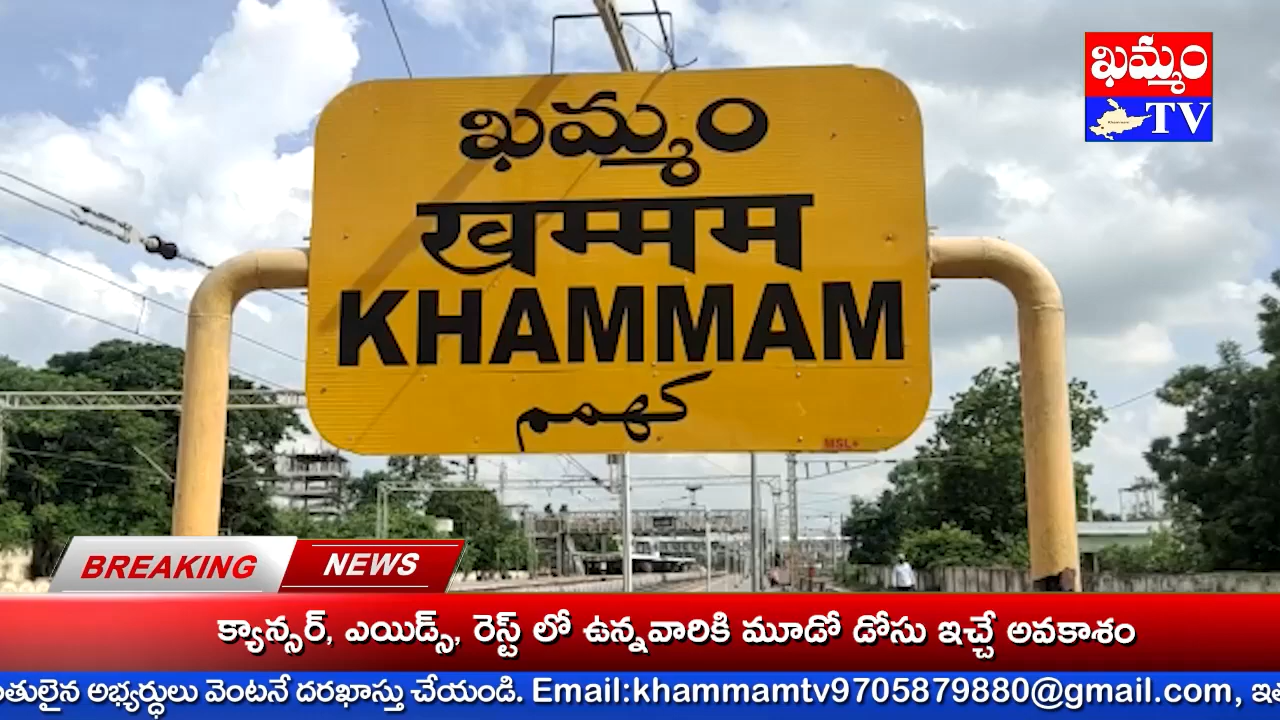 ఖమ్మం
TV
ఖమ్మం
खम्मम
KHAMMAM
کھمم
MSL+
BREAKING NEWS
క్యాన్సర్, ఎయిడ్స్, రెస్ట్ లో ఉన్నవారికి మూడో డోసు ఇచ్చే అవకాశం
అభ్యర్ధులు వెంటనే దరఖాస్తు చేయండి. Email:khammamtv9705879880@gmail.com,